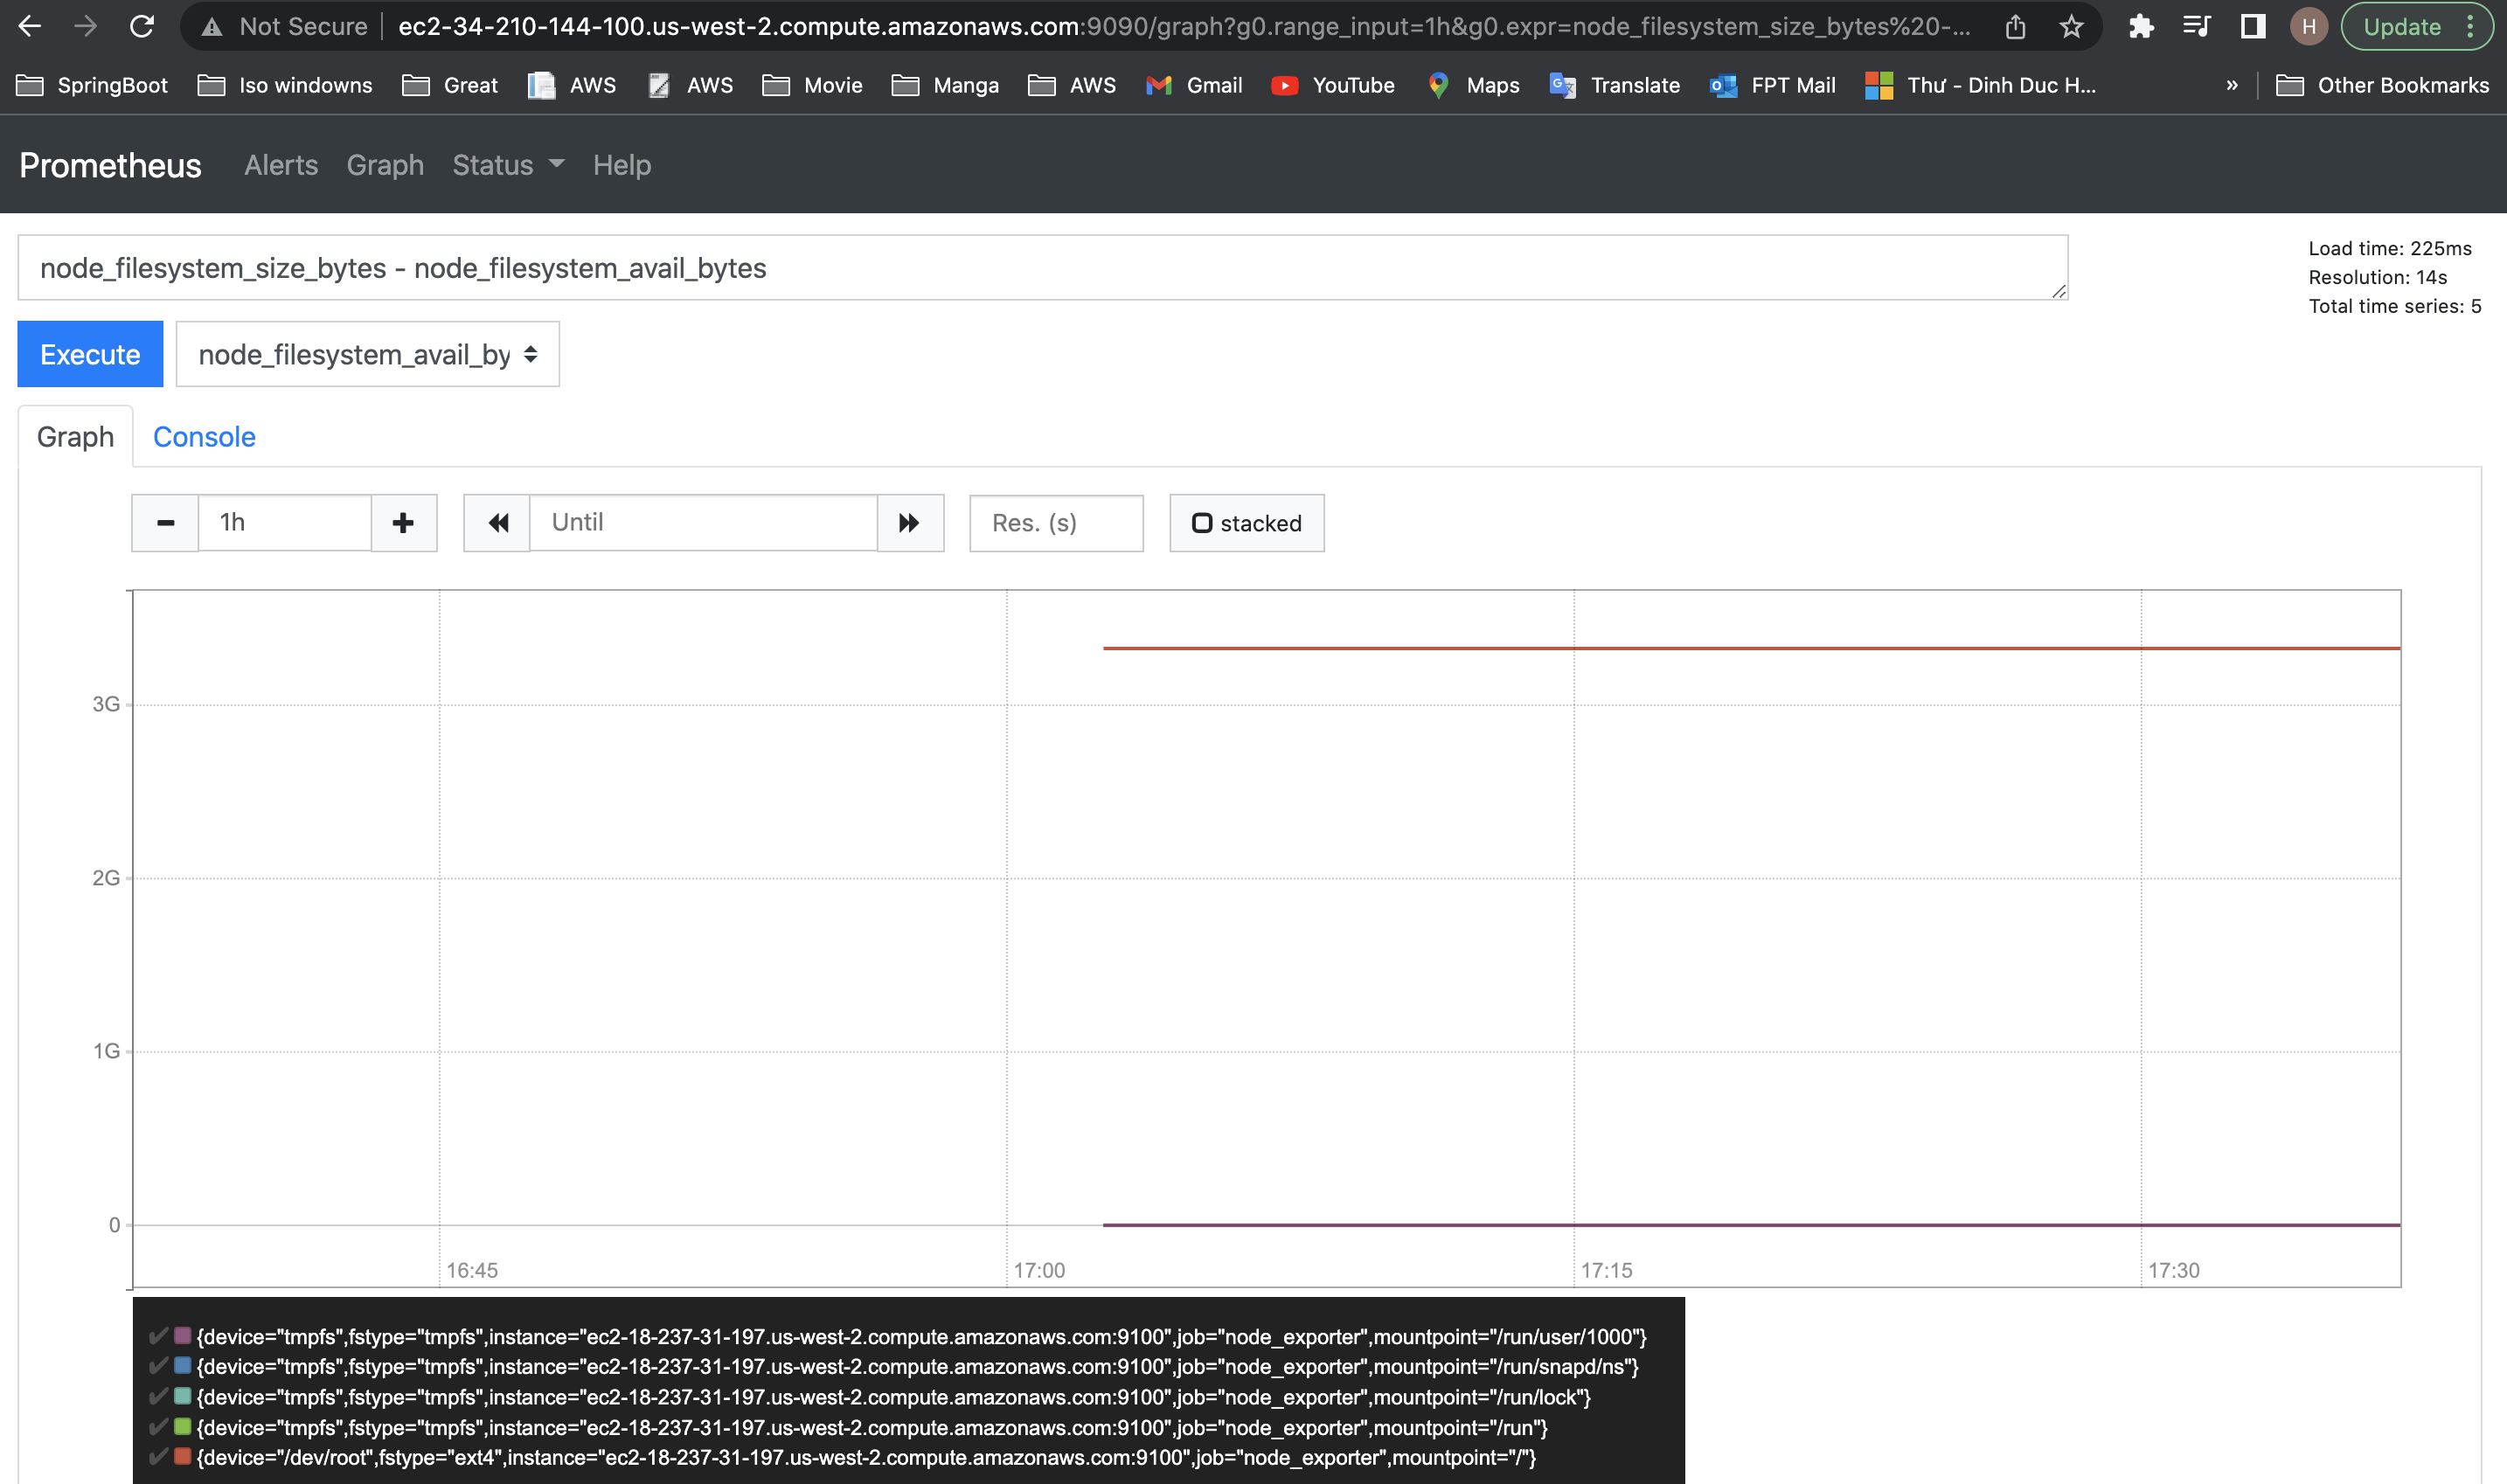 Not Secure ec2-34-210-144-100.us-west-2.compute.amazonaws.com:9090/graph?g0.range_input=1h&g0.expr=node_filesystem_size_bytes%20-... H Update
SpringBoot Iso windowns Great AWS AWS Movie Manga AWS Gmail YouTube Maps Translate FPT Mail Thư - Dinh Duc H... » Other Bookmarks
Prometheus Alerts Graph Status Help
node_filesystem_size_bytes - node_filesystem_avail_bytes
Load time: 225ms
Resolution: 14s
Total time series: 5
Execute node_filesystem_avail_by
Graph Console
1h Until Res. (s) stacked
3G
2G
1G
0
16:45 17:00 17:15 17:30
{device="tmpfs",fstype="tmpfs",instance="ec2-18-237-31-197.us-west-2.compute.amazonaws.com:9100",job="node_exporter",mountpoint="/run/user/1000"}
{device="tmpfs",fstype="tmpfs",instance="ec2-18-237-31-197.us-west-2.compute.amazonaws.com:9100",job="node_exporter",mountpoint="/run/snapd/ns"}
{device="tmpfs",fstype="tmpfs",instance="ec2-18-237-31-197.us-west-2.compute.amazonaws.com:9100",job="node_exporter",mountpoint="/run/lock"}
{device="tmpfs",fstype="tmpfs",instance="ec2-18-237-31-197.us-west-2.compute.amazonaws.com:9100",job="node_exporter",mountpoint="/run"}
{device="/dev/root",fstype="ext4",instance="ec2-18-237-31-197.us-west-2.compute.amazonaws.com:9100",job="node_exporter",mountpoint="/"}